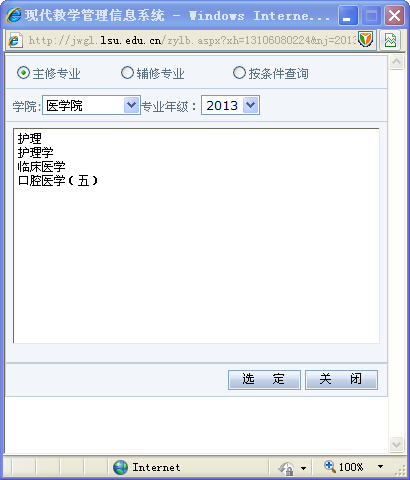 现代教学管理信息系统 - Windows Interne...
http://jwgl.lsu.edu.cn/zylb.aspx?xh=13106080224&nj=2013
主修专业 辅修专业 按条件查询
学院: 医学院 专业年级： 2013
护理
护理学
临床医学
口腔医学（五）
选 定 关 闭
Internet 100%